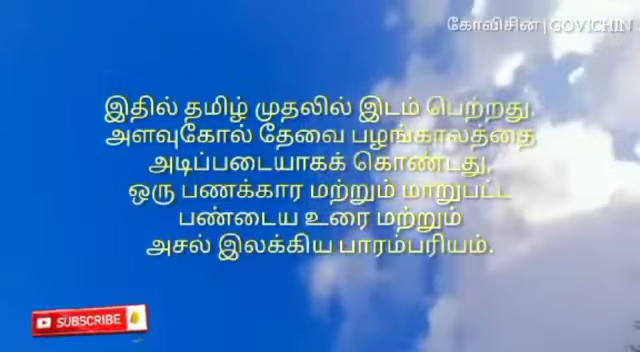 கோவிசின் | GOVICHIN
இதில் தமிழ் முதலில் இடம் பெற்றது.
அளவுகோல் தேவை பழங்காலத்தை
அடிப்படையாகக் கொண்டது,
ஒரு பணக்கார மற்றும் மாறுபட்ட
பண்டைய உரை மற்றும்
அசல் இலக்கிய பாரம்பரியம்.
SUBSCRIBE